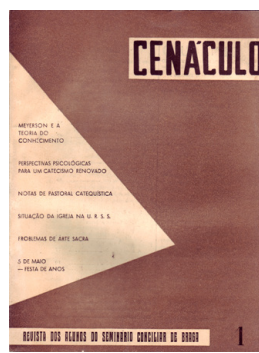 CENÁCULO
MEYERSON E A
TEORIA DO
CONHECIMENTO
PERSPECTIVAS PSICOLÓGICAS
PARA UM CATECISMO RENOVADO
NOTAS DE PASTORAL CATEQUÍSTICA
SITUAÇÃO DA IGREJA NA U. R. S. S.
PROBLEMAS DE ARTE SACRA
5 DE MAIO
— FESTA DE ANOS
REVISTA DOS ALUNOS DO SEMINÁRIO CONCILIAR DE BRAGA
1